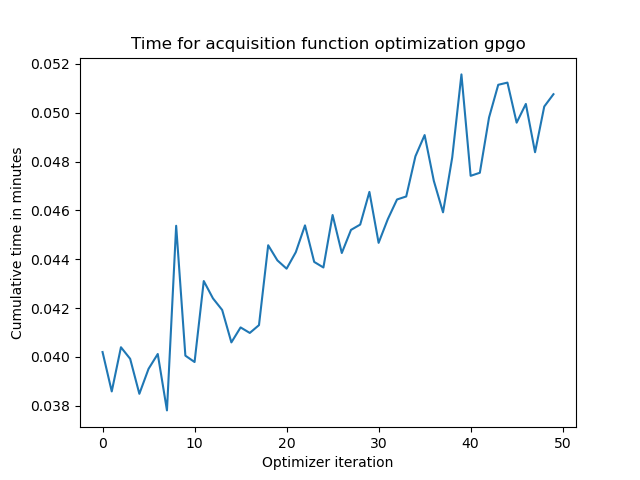 Time for acquisition function optimization gpgo
0.052
0.050
0.048
0.046
0.044
0.042
0.040
0.038
Cumulative time in minutes
0 10 20 30 40 50
Optimizer iteration